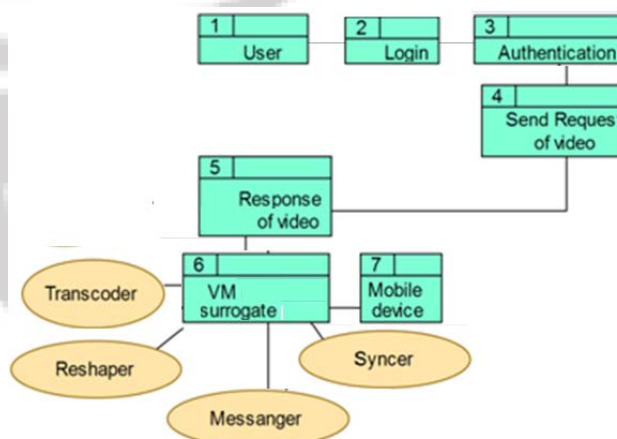 1
User
2
Login
3
Authentication
4
Send Reques
of video
5
Response
of video
6
VM
surrogate
7
Mobile
device
Transcoder
Reshaper
Syncer
Messanger